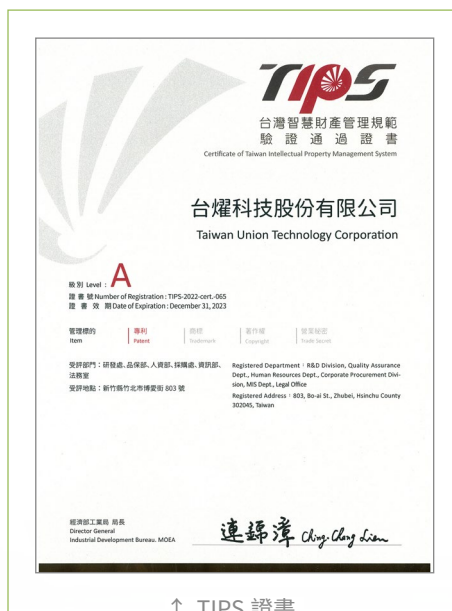 TIPS
台灣智慧財產管理規範
驗證通過證書
Certificate of Taiwan Intellectual Property Management System
台燿科技股份有限公司
Taiwan Union Technology Corporation
級別 Level：A
證書號 Number of Registration : TIPS-2022-cert.-065
證書效期 Date of Expiration : December 31, 2023
管理標的 專利 商標 著作權 營業秘密
Item Patent Trademark Copyright Trade Secret
受評部門：研發處、品保部、人資部、採購處、資訊部、
法務室
受評地點：新竹縣竹北市博愛街 803 號
Registered Department：R&D Division, Quality Assurance
Dept., Human Resources Dept., Corporate Procurement Divi-
sion, MIS Dept., Legal Office
Registered Address：803, Bo-ai St., Zhubei, Hsinchu County
302045, Taiwan
經濟部工業局 局長
Director General
Industrial Development Bureau. MOEA
連錦漳 Ching-Chang Lien
↑ TIPS 證書